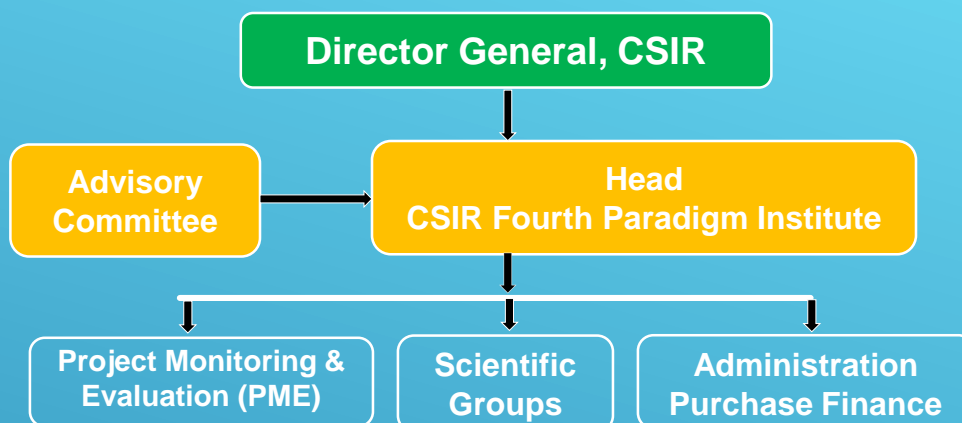 Director General, CSIR
Advisory
Committee
Head
CSIR Fourth Paradigm Institute
Project Monitoring &
Evaluation (PME)
Scientific
Groups
Administration
Purchase Finance